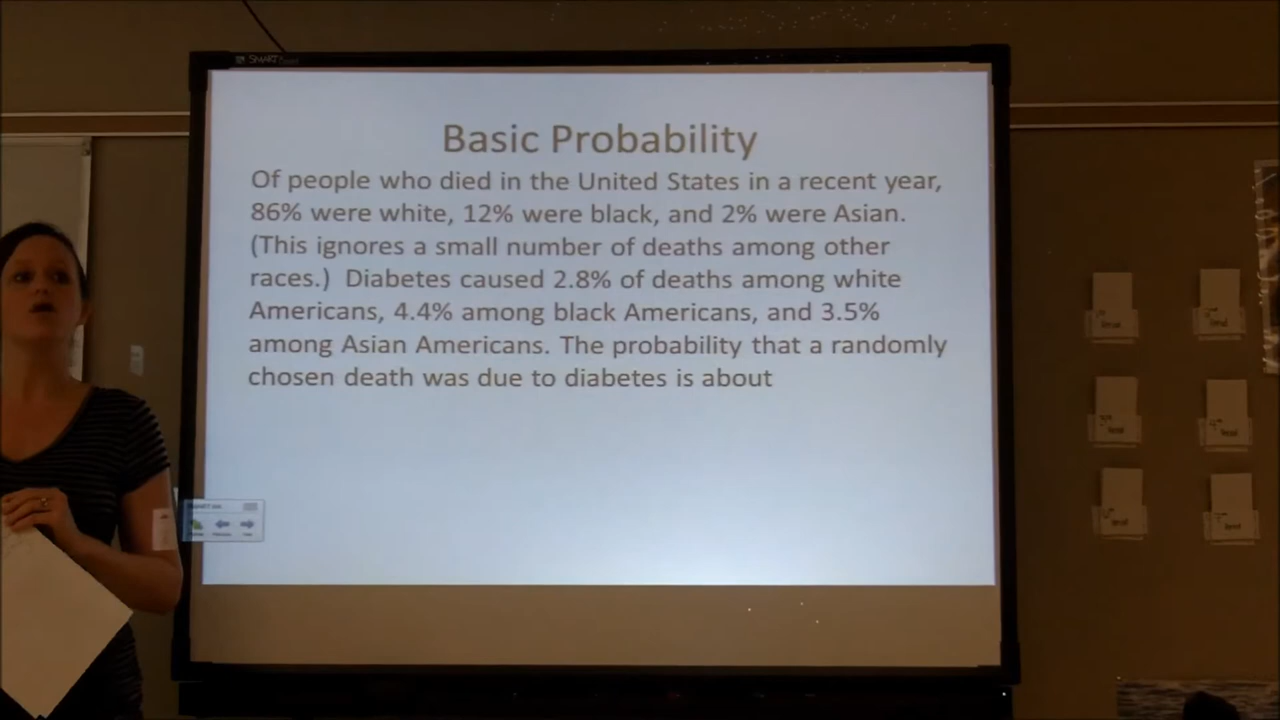 SMART
Basic Probability
Of people who died in the United States in a recent year,
86% were white, 12% were black, and 2% were Asian.
(This ignores a small number of deaths among other
races.) Diabetes caused 2.8% of deaths among white
Americans, 4.4% among black Americans, and 3.5%
among Asian Americans. The probability that a randomly
chosen death was due to diabetes is about